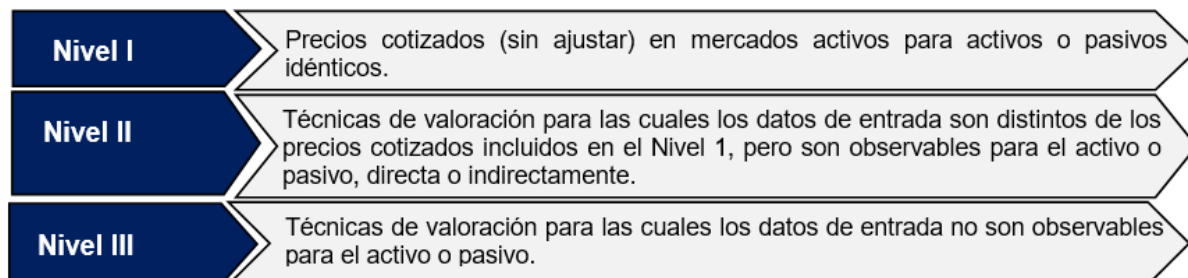 Nivel I
Precios cotizados (sin ajustar) en mercados activos para activos o pasivos
idénticos.
Nivel II
Técnicas de valoración para las cuales los datos de entrada son distintos de los
precios cotizados incluidos en el Nivel 1, pero son observables para el activo o
pasivo, directa o indirectamente.
Nivel III
Técnicas de valoración para las cuales los datos de entrada no son observables
para el activo o pasivo.